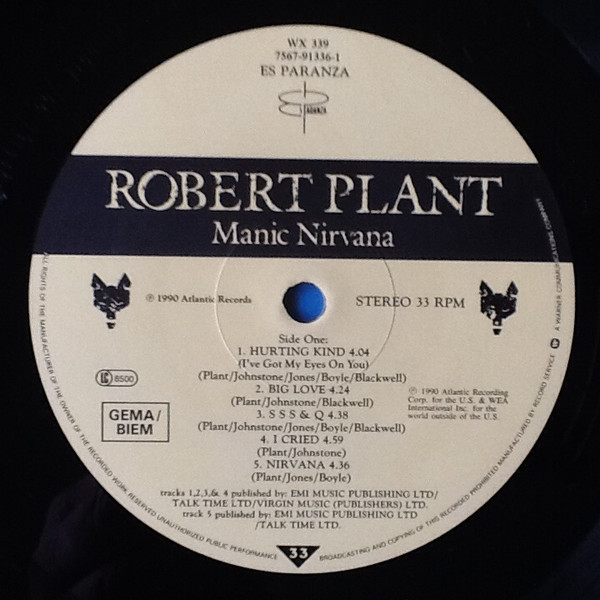 WX 339
7567-91336-1
ES PARANZA
ROBERT PLANT
Manic Nirvana
℗ 1990 Atlantic Records
STEREO 33 RPM
Side One:
1. HURTING KIND 4.04
(I've Got My Eyes On You)
(Plant/Johnstone/Jones/Boyle/Blackwell)
2. BIG LOVE 4.24
(Plant/Johnstone/Blackwell)
3. S S S & Q 4.38
(Plant/Johnstone/Jones/Boyle/Blackwell)
4. I CRIED 4.59
(Plant/Johnstone)
5. NIRVANA 4.36
(Plant/Jones/Boyle)
LC 8500
GEMA/
BIEM
℗ 1990 Atlantic Recording
Corp. for the U.S. & WEA
International Inc. for the
world outside of the U.S.
tracks 1,2,3,& 4 published by: EMI MUSIC PUBLISHING LTD/
TALK TIME LTD/VIRGIN MUSIC (PUBLISHERS) LTD.
track 5 published by: EMI MUSIC PUBLISHING LTD
/TALK TIME LTD.
33
ALL RIGHTS OF THE MANUFACTURER OF THE OWNER OF THE RECORDED WORK RESERVED UNAUTHORIZED PUBLIC PERFORMANCE BROADCASTING AND COPYING OF THIS RECORDED PROHIBITED MANUFACTURED BY RECORD SERVICE
A WARNER COMMUNICATIONS COMPANY